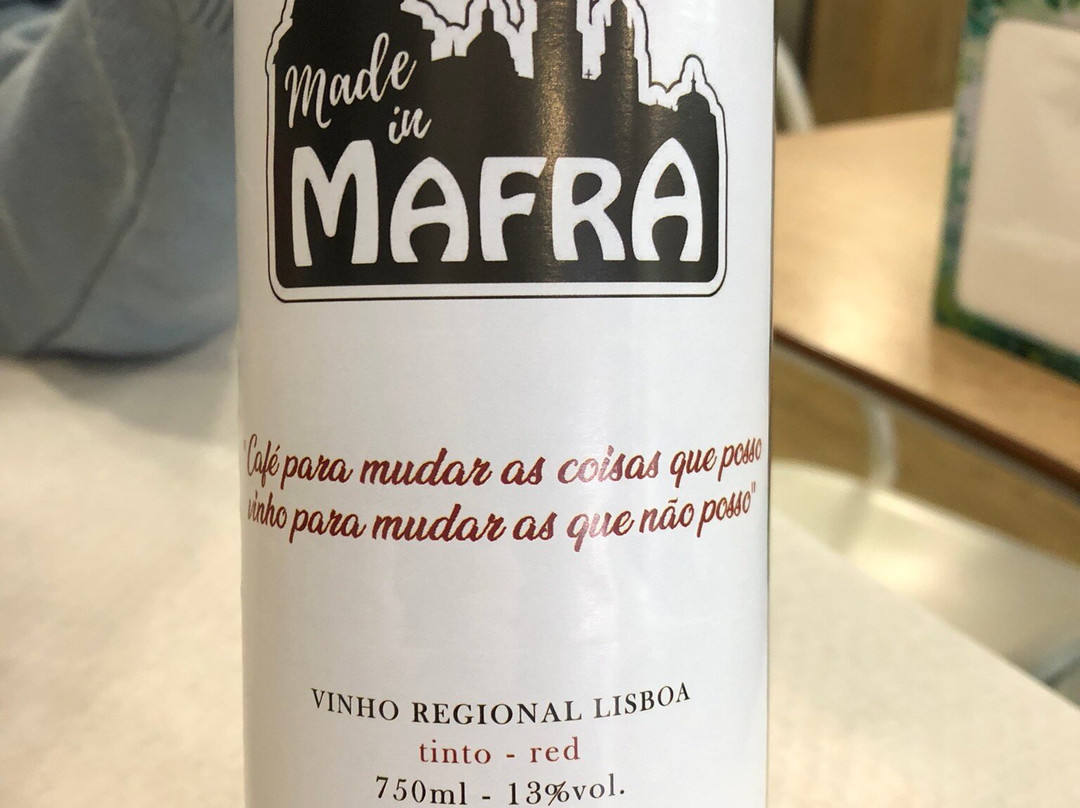 Made
in
MAFRA
"Café para mudar as coisas que posso
vinho para mudar as que não posso"
VINHO REGIONAL LISBOA
tinto - red
750ml - 13%vol.